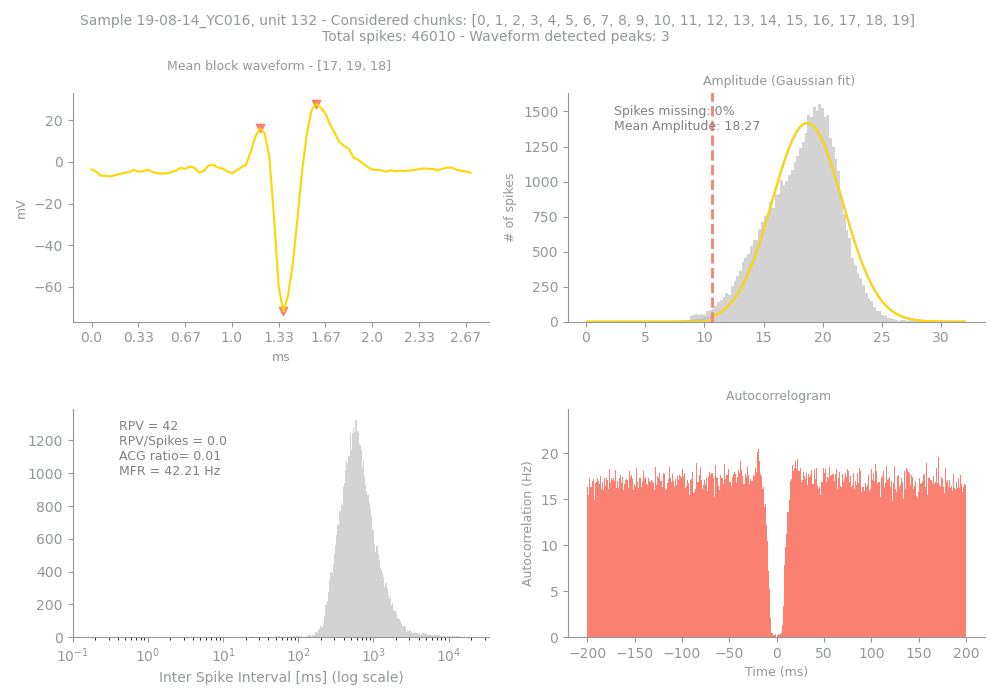 Sample 19-08-14_YC016, unit 132 - Considered chunks: [0, 1, 2, 3, 4, 5, 6, 7, 8, 9, 10, 11, 12, 13, 14, 15, 16, 17, 18, 19]
Total spikes: 46010 - Waveform detected peaks: 3
Mean block waveform - [17, 19, 18]
20
0
−20
−40
−60
mV
0.0 0.33 0.67 1.0 1.33 1.67 2.0 2.33 2.67
ms
Amplitude (Gaussian fit)
Spikes missing: 0%
Mean Amplitude: 18.27
1500
1250
1000
750
500
250
0
# of spikes
0 5 10 15 20 25 30
RPV = 42
RPV/Spikes = 0.0
ACG ratio= 0.01
MFR = 42.21 Hz
1200
1000
800
600
400
200
0
10⁻¹ 10⁰ 10¹ 10² 10³ 10⁴
Inter Spike Interval [ms] (log scale)
Autocorrelogram
20
15
10
5
0
Autocorrelation (Hz)
−200 −150 −100 −50 0 50 100 150 200
Time (ms)